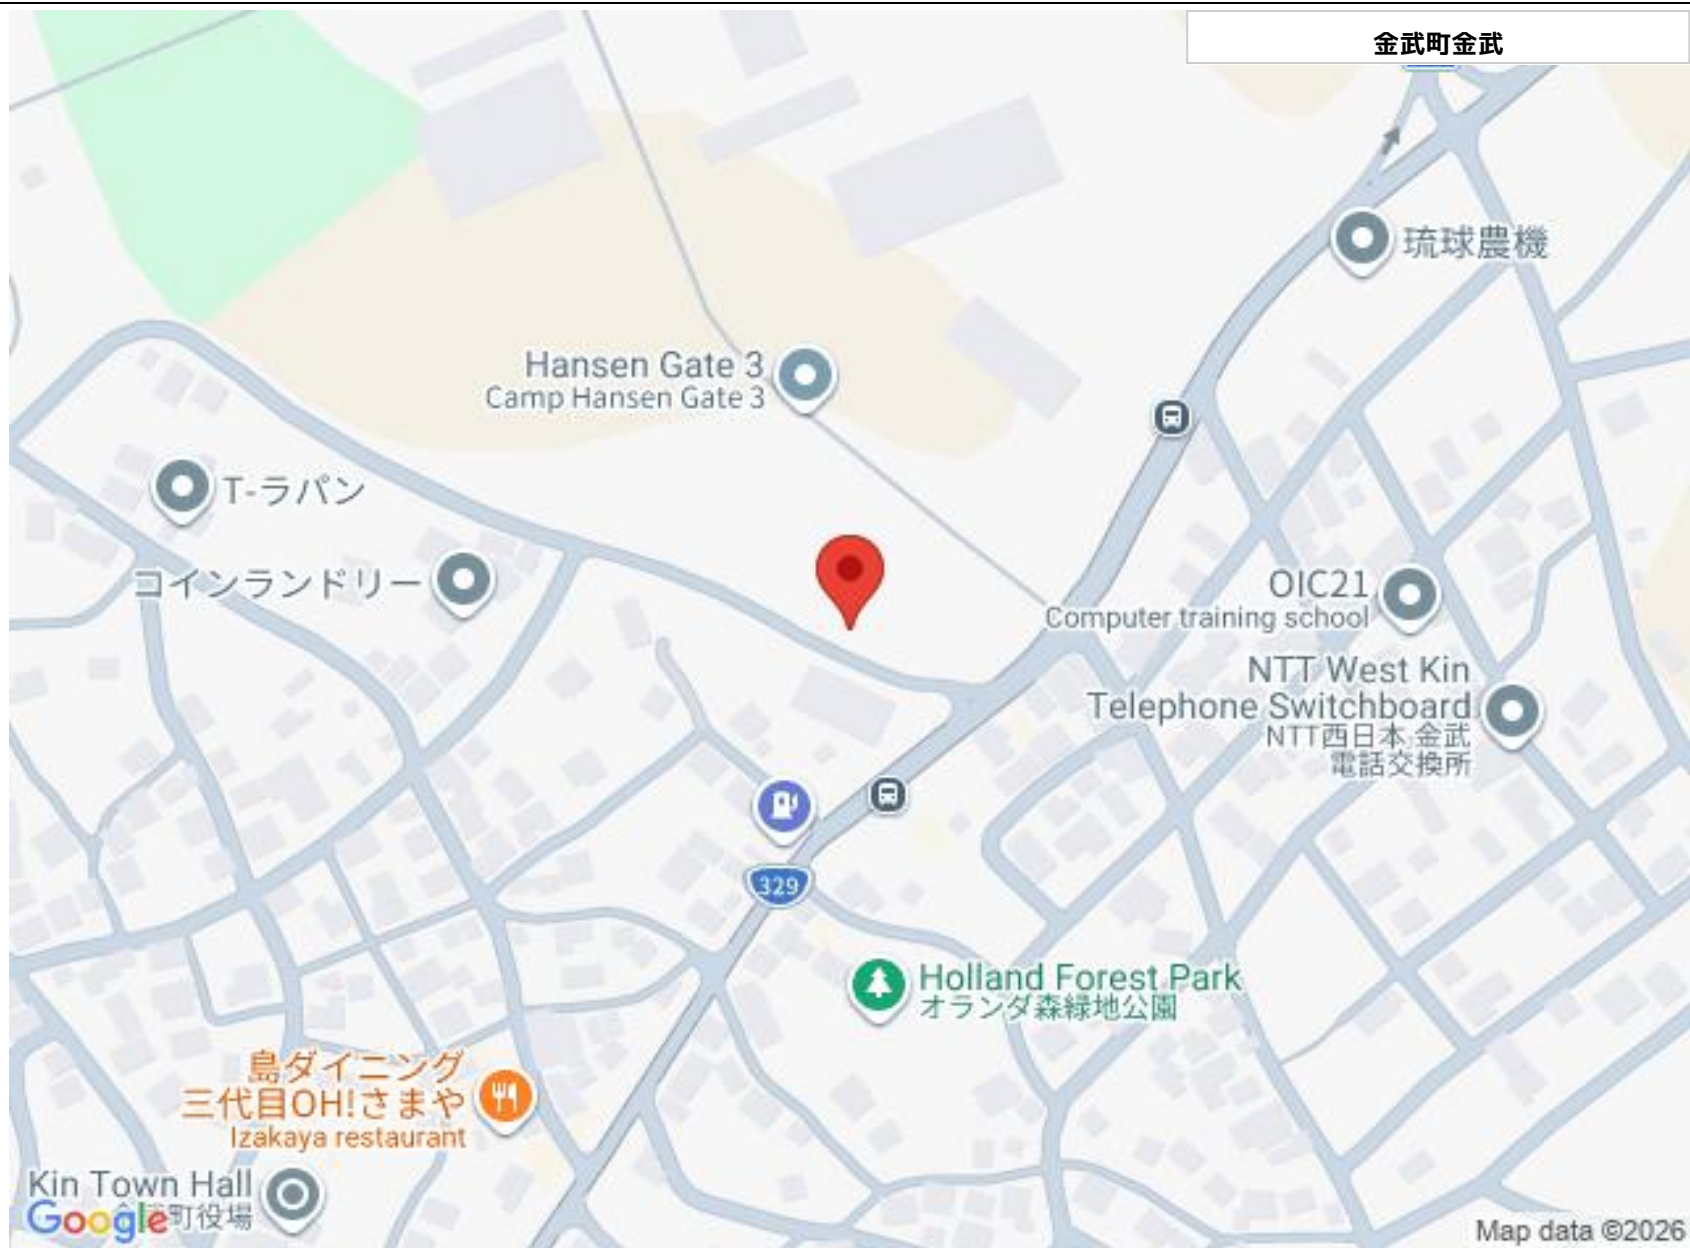 金武町金武
琉球農機
Hansen Gate 3
Camp Hansen Gate 3
T-ラパン
コインランドリー
OIC21
Computer training school
NTT West Kin
Telephone Switchboard
NTT西日本 金武
電話交換所
329
Holland Forest Park
オランダ森緑地公園
島ダイニング
三代目OH!さまや
Izakaya restaurant
Kin Town Hall
町役場
Google
Map data ©2026